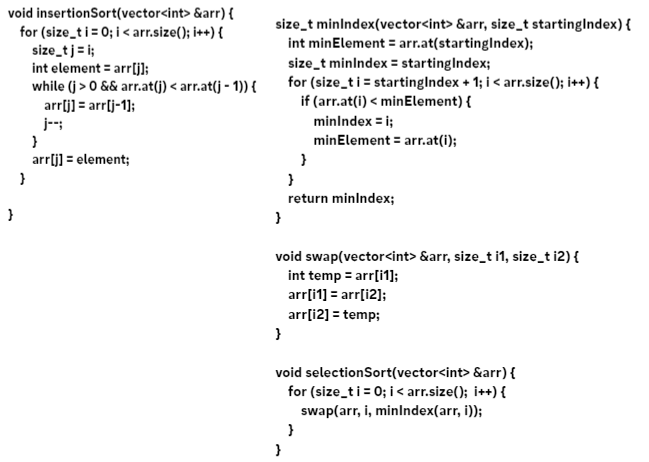 void insertionSort(vector<int> &arr) {
for (size_t i = 0; i < arr.size(); i++) {
size_t j = i;
int element = arr[j];
while (j > 0 && arr.at(j) < arr.at(j - 1)) {
arr[j] = arr[j-1];
j--;
}
arr[j] = element;
}
}
size_t minIndex(vector<int> &arr, size_t startingIndex) {
int minElement = arr.at(startingIndex);
size_t minIndex = startingIndex;
for (size_t i = startingIndex + 1; i < arr.size(); i++) {
if (arr.at(i) < minElement) {
minIndex = i;
minElement = arr.at(i);
}
}
return minIndex;
}
void swap(vector<int> &arr, size_t i1, size_t i2) {
int temp = arr[i1];
arr[i1] = arr[i2];
arr[i2] = temp;
}
void selectionSort(vector<int> &arr) {
for (size_t i = 0; i < arr.size(); i++) {
swap(arr, i, minIndex(arr, i));
}
}